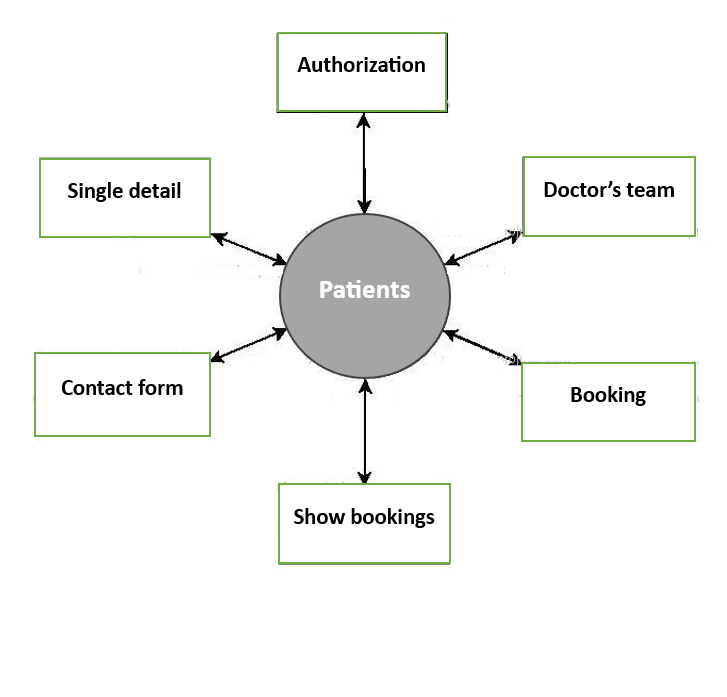 Authorization
Single detail
Doctor’s team
Patients
Contact form
Booking
Show bookings